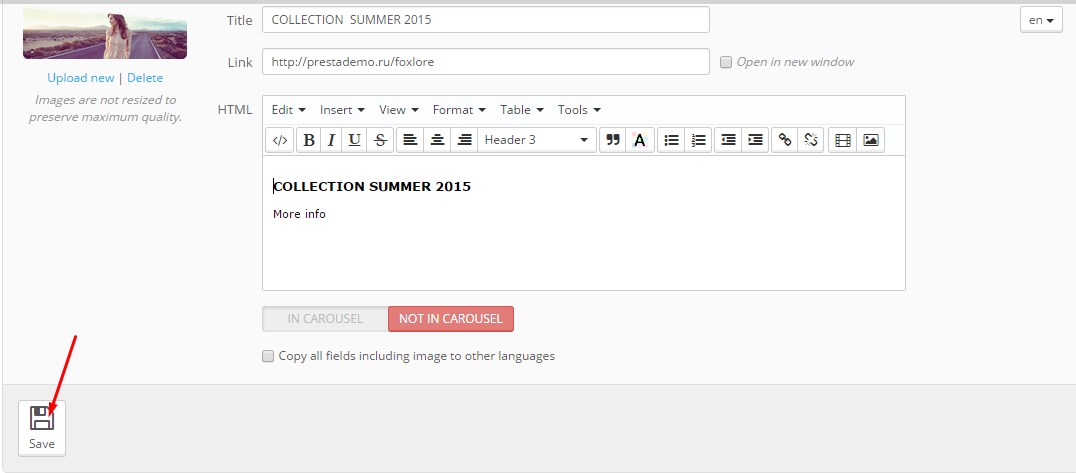 Title
COLLECTION  SUMMER 2015
en
Upload new | Delete
Images are not resized to
preserve maximum quality.
Link
http://prestademo.ru/foxlore
Open in new window
HTML
Edit Insert View Format Table Tools
</> B I U S Header 3 A
COLLECTION SUMMER 2015
More info
IN CAROUSEL NOT IN CAROUSEL
Copy all fields including image to other languages
Save